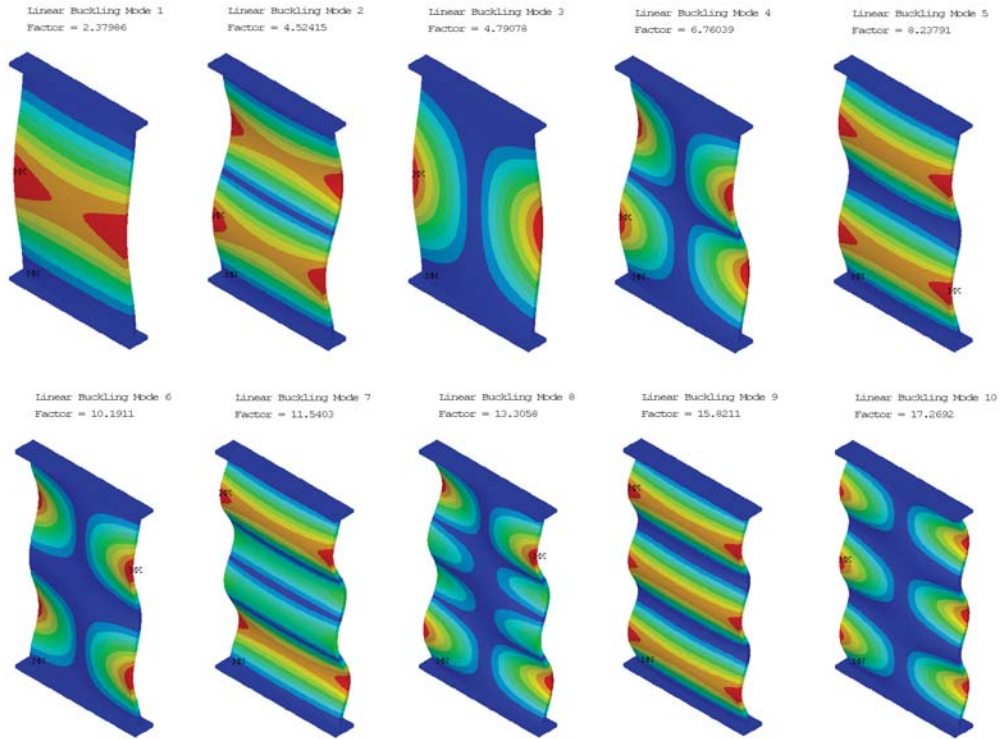 Linear Buckling Mode 1
Factor = 2.37986
Linear Buckling Mode 2
Factor = 4.52415
Linear Buckling Mode 3
Factor = 4.79078
Linear Buckling Mode 4
Factor = 6.76039
Linear Buckling Mode 5
Factor = 8.23791
Linear Buckling Mode 6
Factor = 10.1911
Linear Buckling Mode 7
Factor = 11.5403
Linear Buckling Mode 8
Factor = 13.3058
Linear Buckling Mode 9
Factor = 15.8211
Linear Buckling Mode 10
Factor = 17.2692